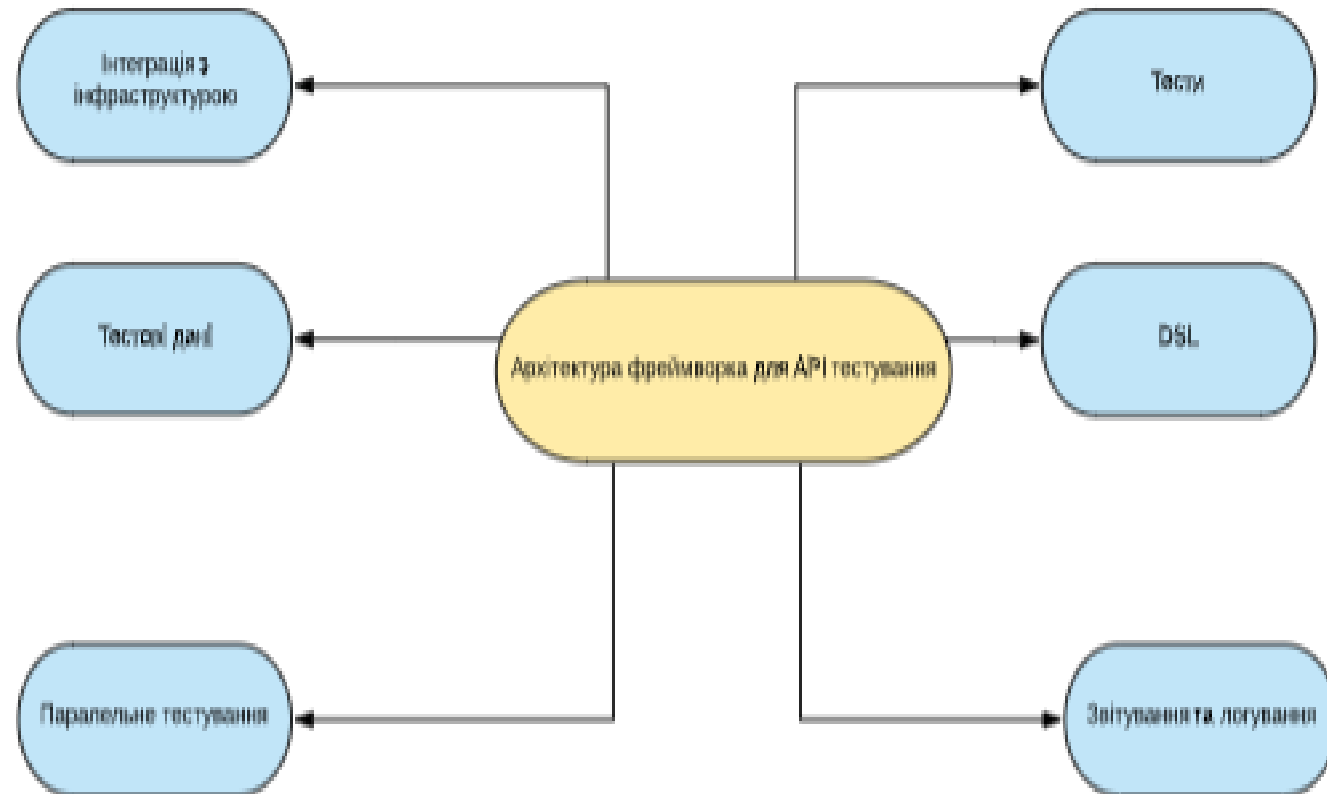 Інтеграція з
інфраструктурою
Тести
Тестові дані
Архітектура фреймворка для API тестування
DSL
Паралельне тестування
Звітування та логування